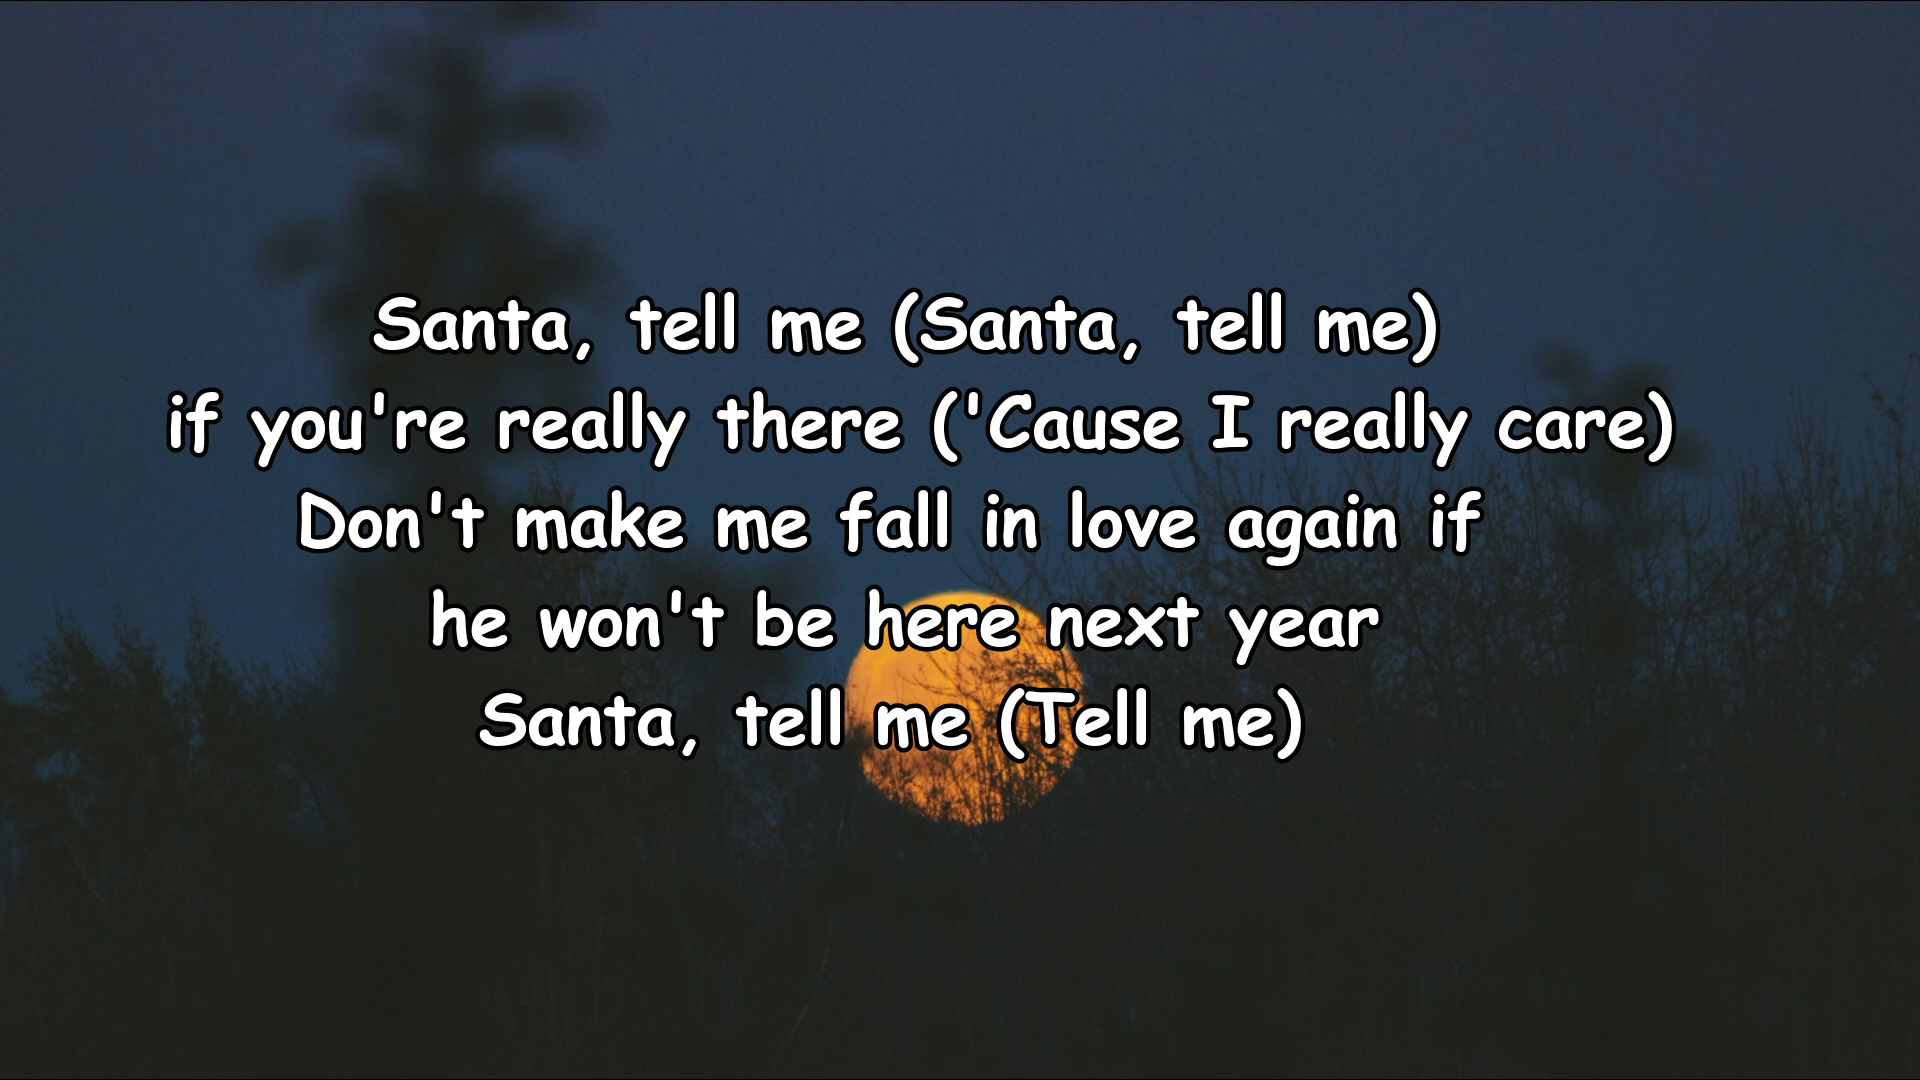 Santa, tell me (Santa, tell me)
if you're really there ('Cause I really care)
Don't make me fall in love again if
he won't be here next year
Santa, tell me (Tell me)